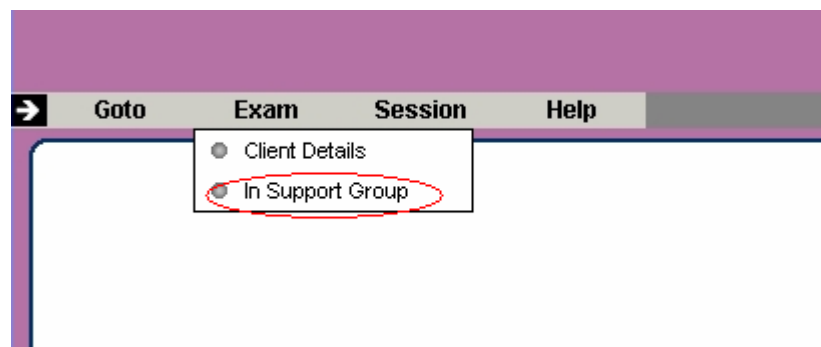 Goto Exam Session Help
Client Details
In Support Group